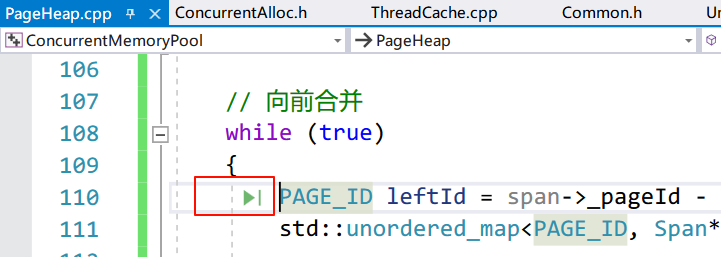 PageHeap.cpp ConcurrentAlloc.h ThreadCache.cpp Common.h
ConcurrentMemoryPool PageHeap
106
107 // 向前合并
108 while (true)
109 {
110 PAGE_ID leftId = span->_pageId -
111 std::unordered_map<PAGE_ID, Span*